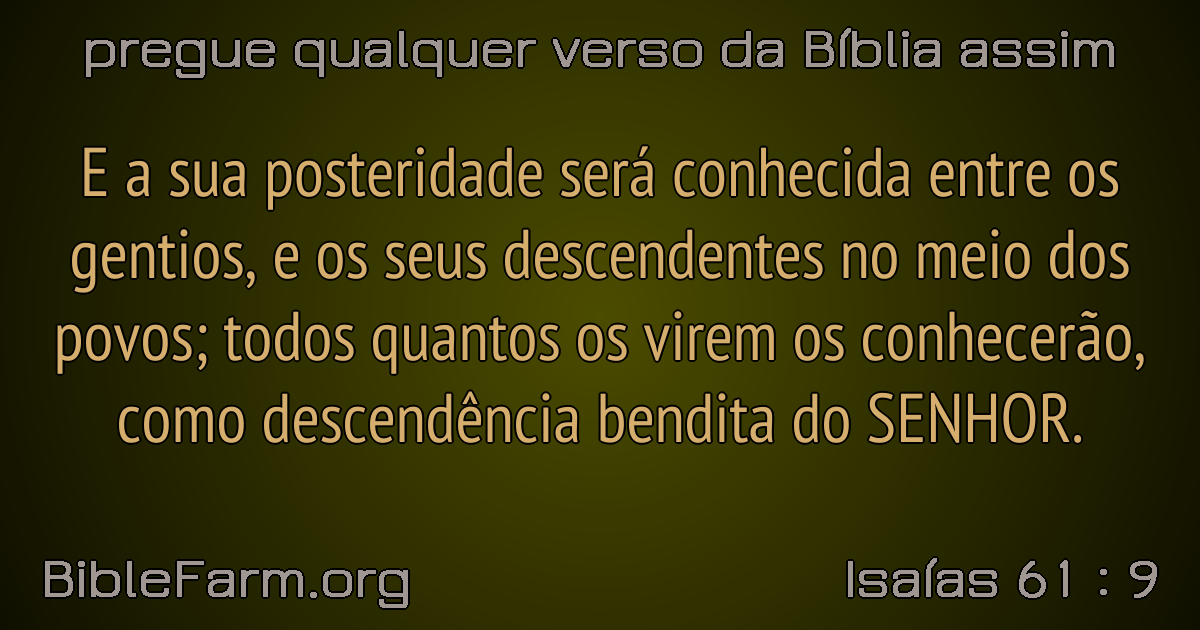 pregue qualquer verso da Bíblia assim
E a sua posteridade será conhecida entre os
gentios, e os seus descendentes no meio dos
povos; todos quantos os virem os conhecerão,
como descendência bendita do SENHOR.
BibleFarm.org
Isaías 61 : 9